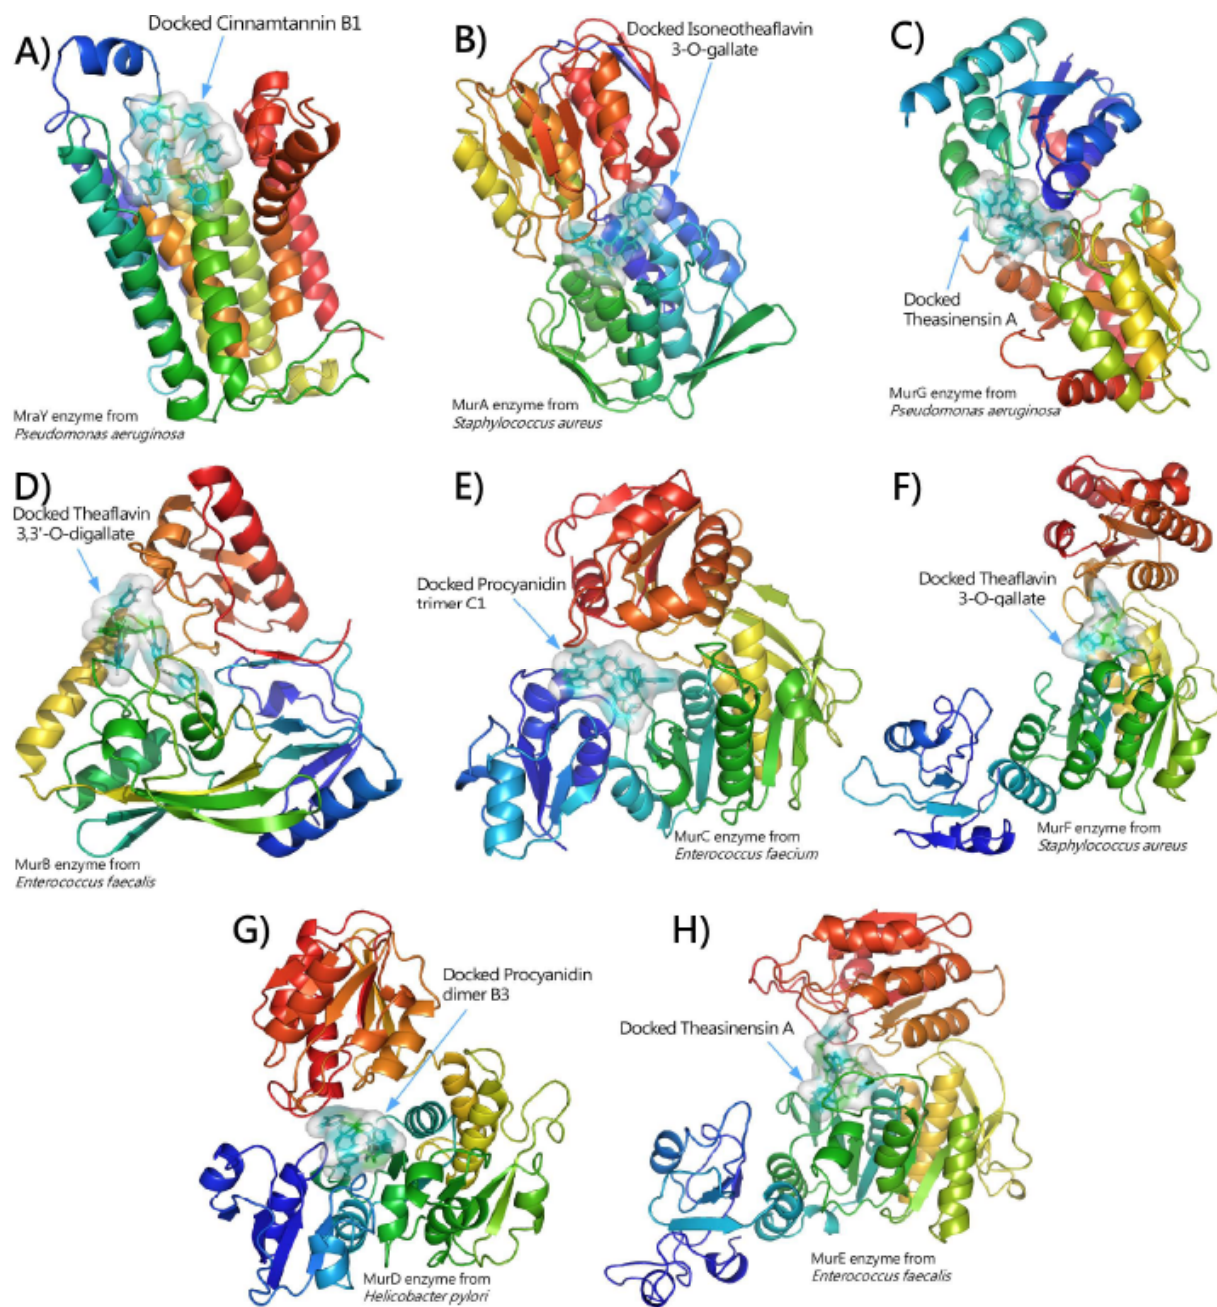 A)
Docked Cinnamtannin B1
MraY enzyme from
Pseudomonas aeruginosa
B)
Docked Isoneotheaflavin
3-O-gallate
MurA enzyme from
Staphylococcus aureus
C)
Docked
Theasinensin A
MurG enzyme from
Pseudomonas aeruginosa
D)
Docked Theaflavin
3,3'-O-digallate
MurB enzyme from
Enterococcus faecalis
E)
Docked Procyanidin
trimer C1
MurC enzyme from
Enterococcus faecium
F)
Docked Theaflavin
3-O-gallate
MurF enzyme from
Staphylococcus aureus
G)
Docked Procyanidin
dimer B3
MurD enzyme from
Helicobacter pylori
H)
Docked Theasinensin A
MurE enzyme from
Enterococcus faecalis